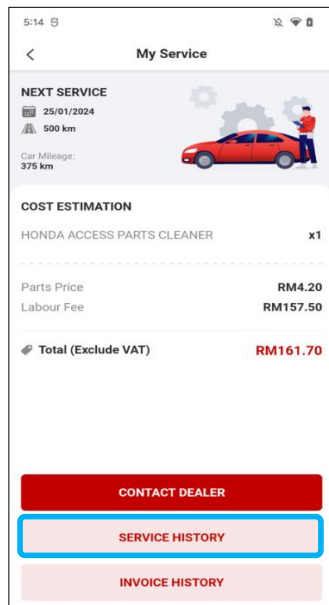 5:14
My Service
NEXT SERVICE
25/01/2024
500 km
Car Mileage:
375 km
COST ESTIMATION
HONDA ACCESS PARTS CLEANER x1
Parts Price RM4.20
Labour Fee RM157.50
Total (Exclude VAT) RM161.70
CONTACT DEALER
SERVICE HISTORY
INVOICE HISTORY